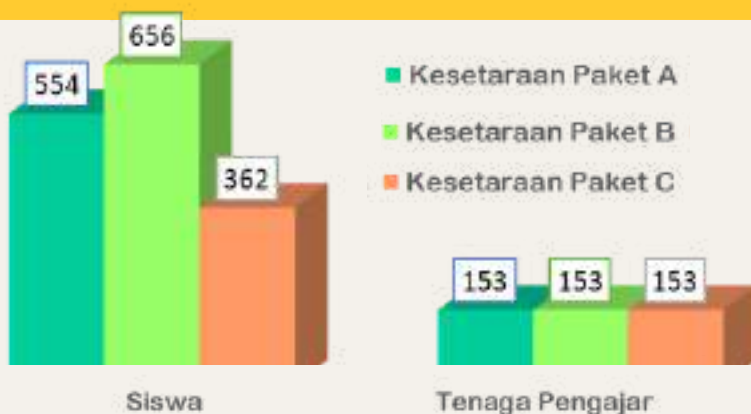 656
554
362
Kesetaraan Paket A
Kesetaraan Paket B
Kesetaraan Paket C
153 153 153
Siswa Tenaga Pengajar